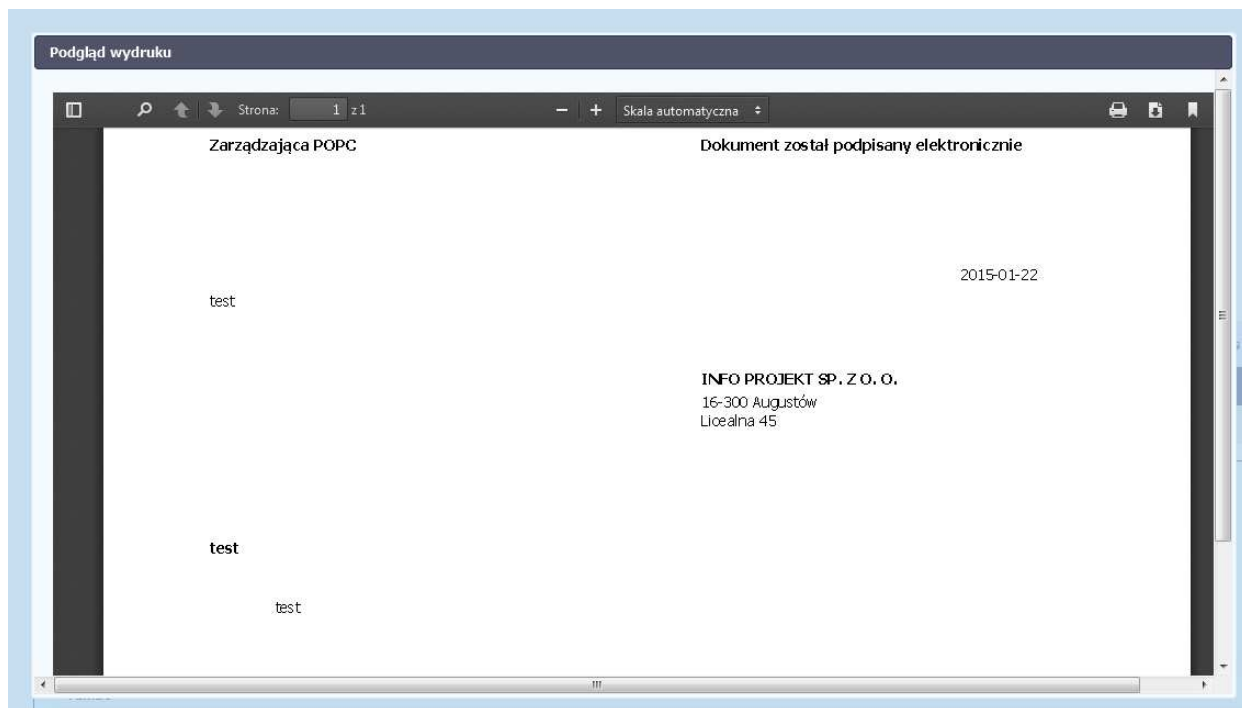 Podgląd wydruku
Strona: 1 z 1 Skala automatyczna
Zarządzająca POPC Dokument został podpisany elektronicznie
2015-01-22
test
INFO PROJEKT SP. Z O. O.
16-300 Augustów
Licealna 45
test
test